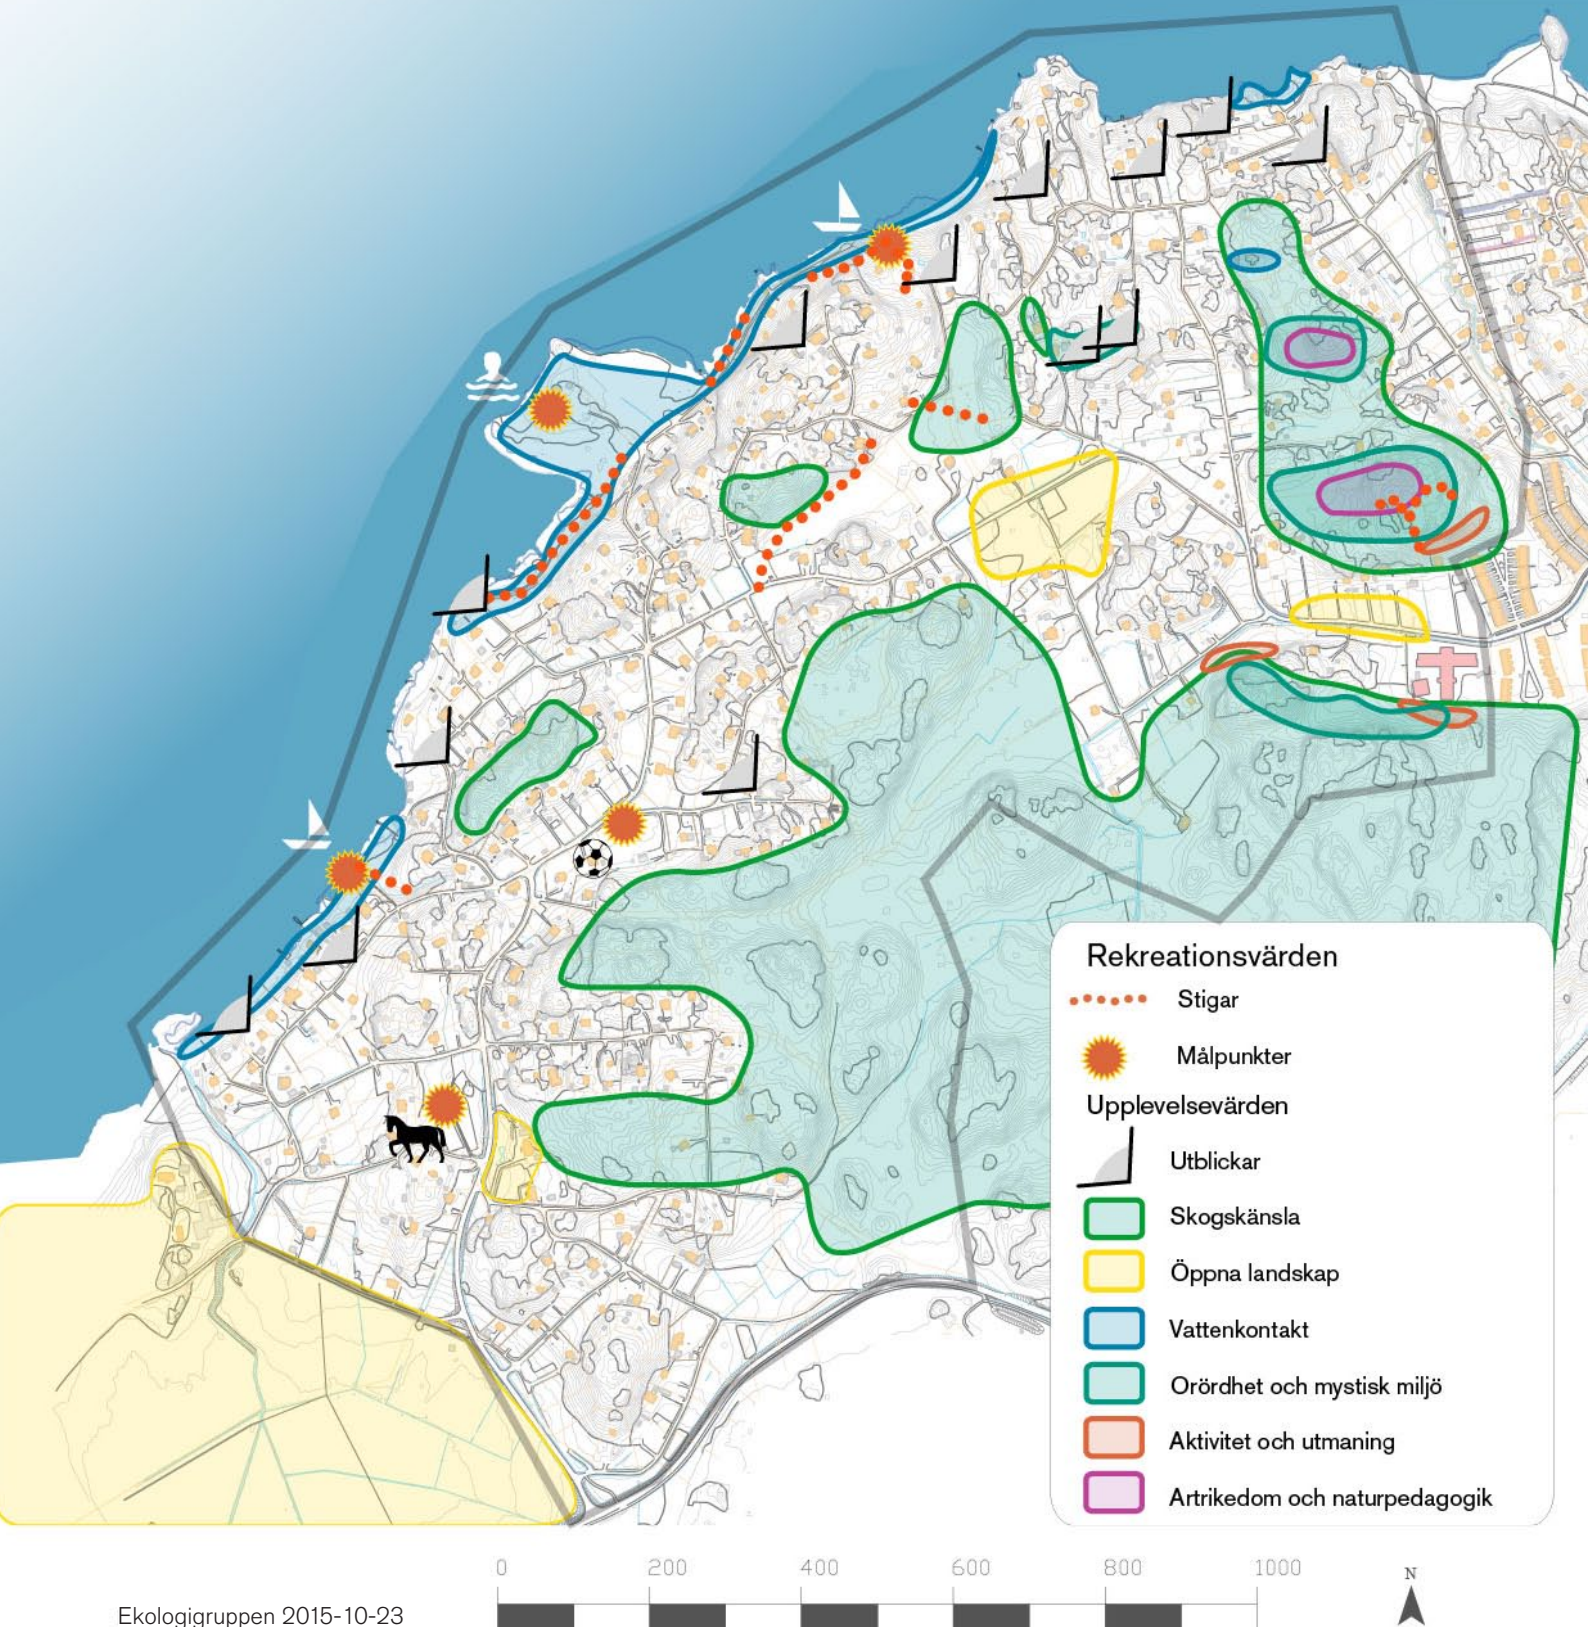 Rekreationsvärden
Stigar
Målpunkter
Upplevelsevärden
Utblickar
Skogskänsla
Öppna landskap
Vattenkontakt
Orördhet och mystisk miljö
Aktivitet och utmaning
Artrikedom och naturpedagogik
0 200 400 600 800 1000
N
Ekologigruppen 2015-10-23